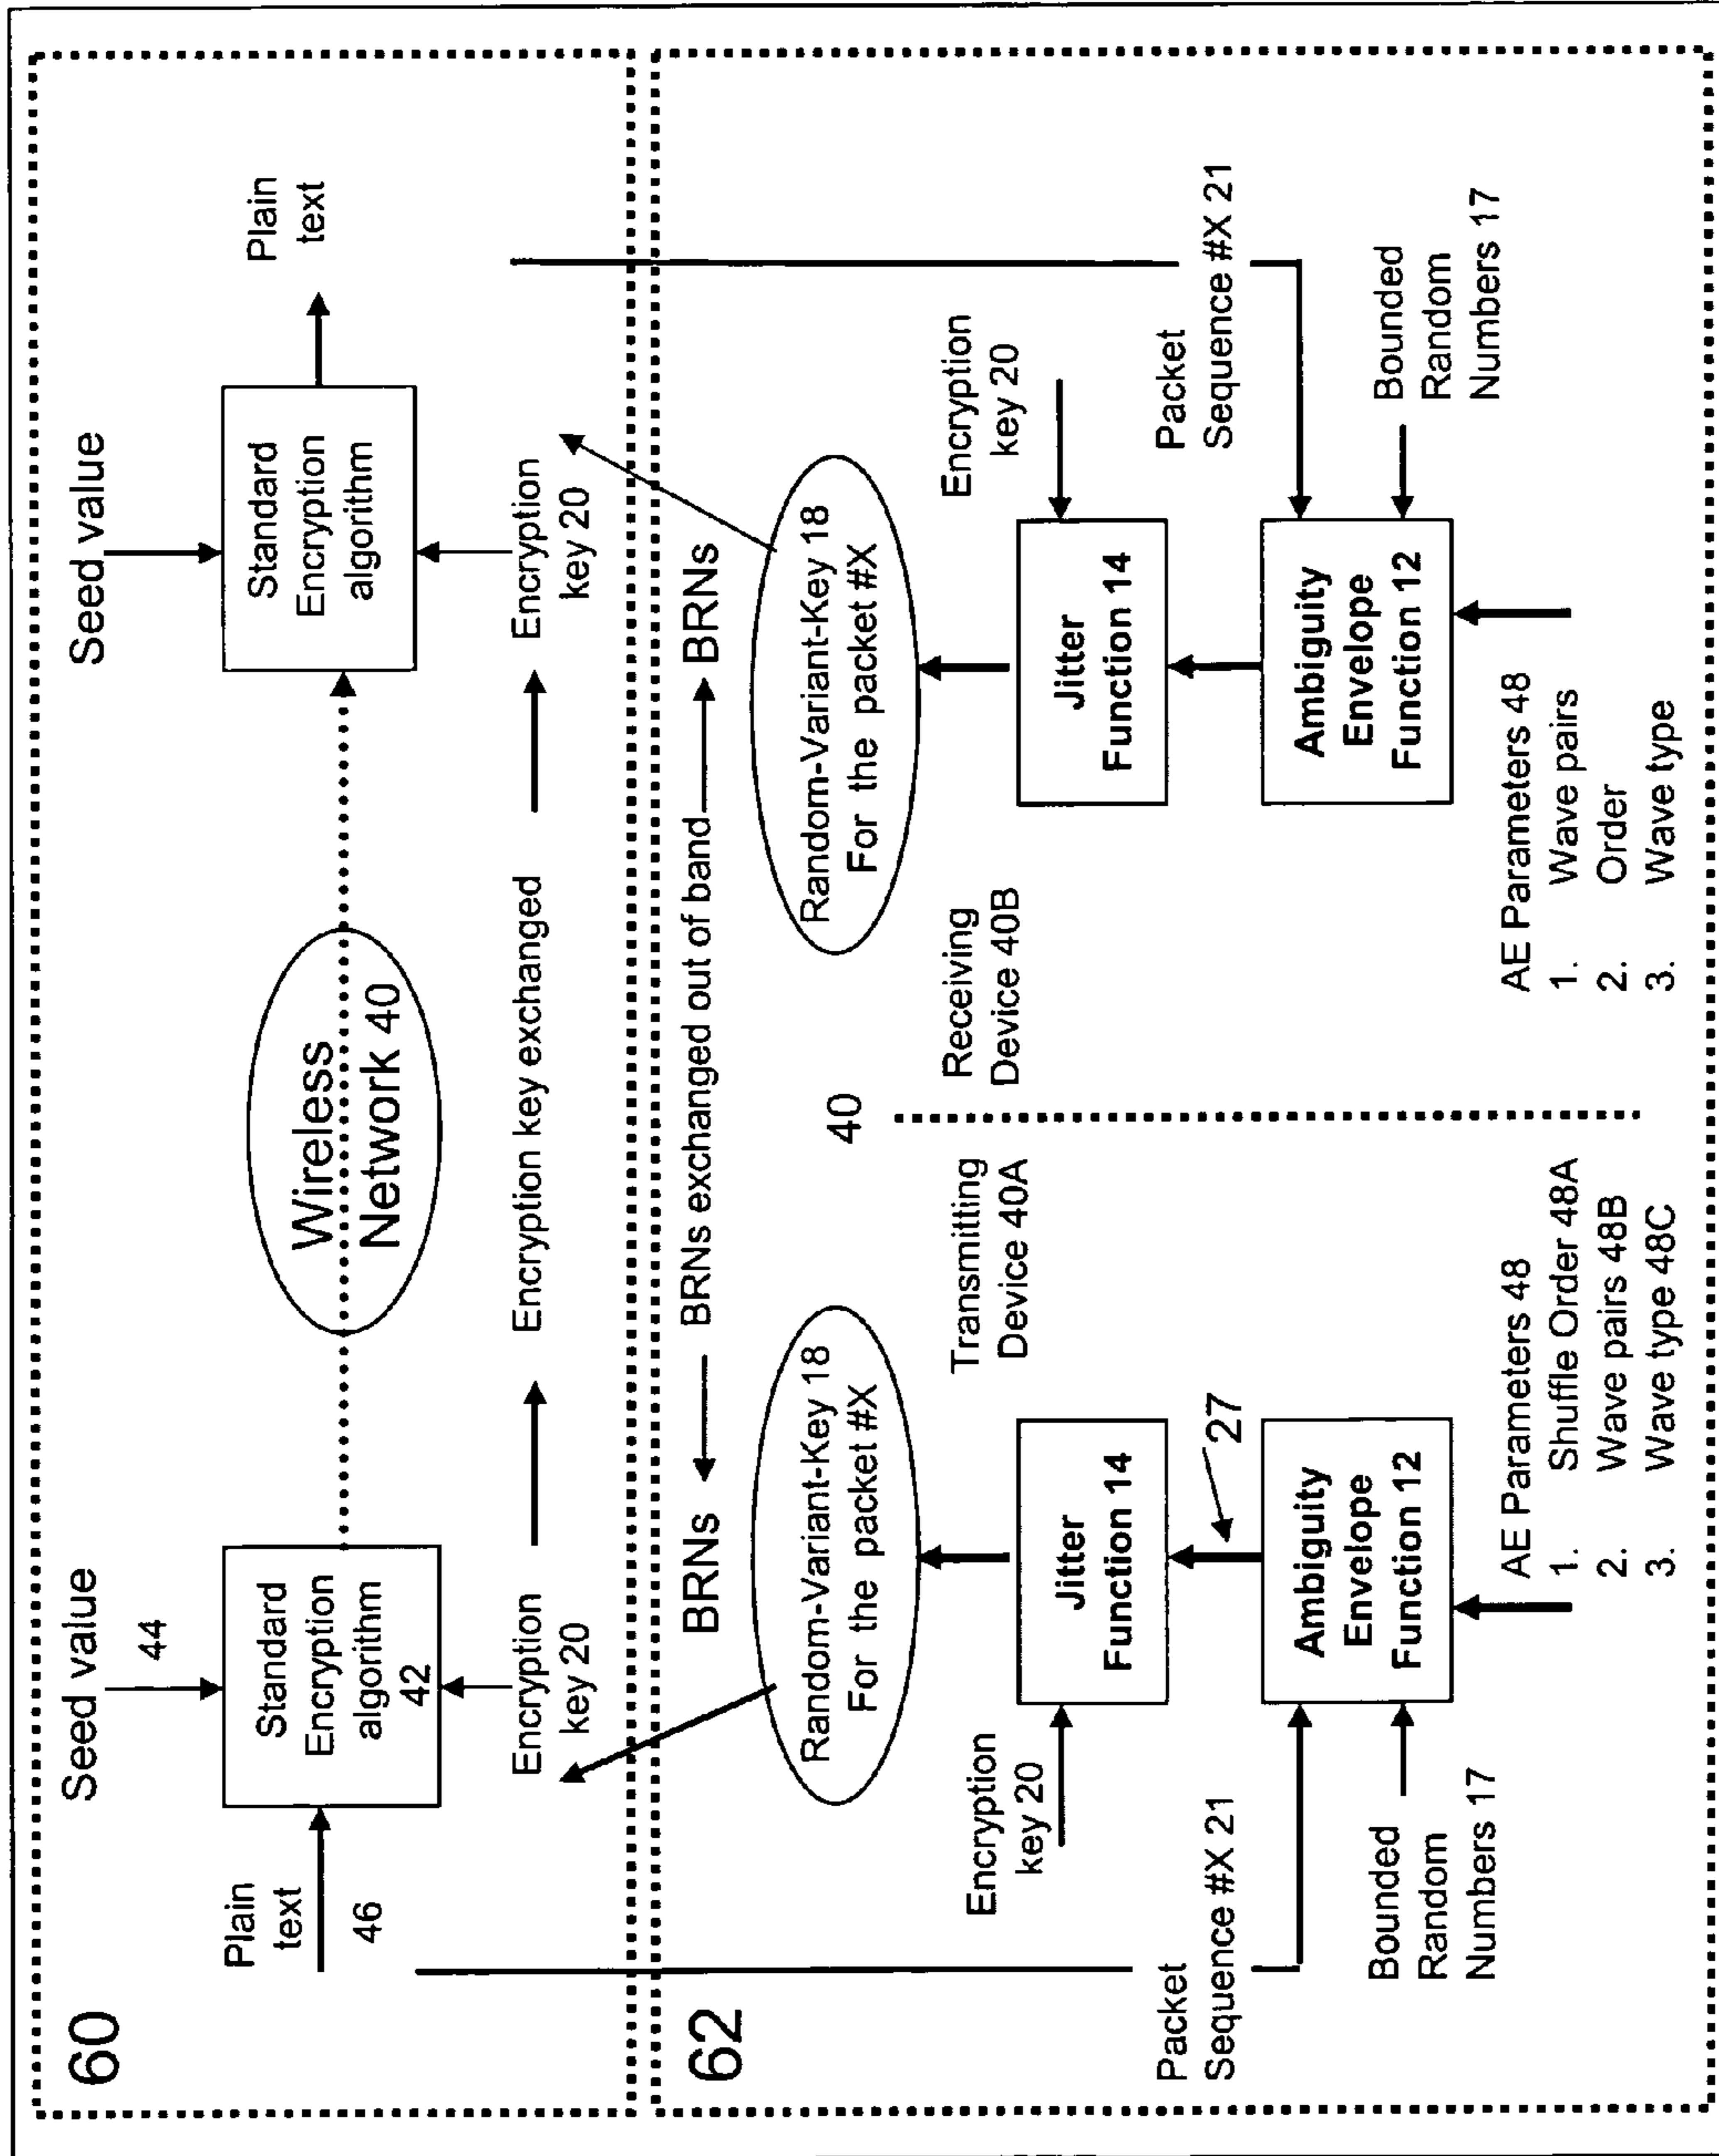 60
Seed value
44
Plain
text
46
Standard
Encryption
algorithm
42
Encryption
key 20
Wireless
Network 40
Encryption key exchanged
Seed value
Standard
Encryption
algorithm
Plain
text
Encryption
key 20
62
BRNs
BRNs exchanged out of band
BRNs
Random-Variant-Key 18
For the packet #X
Transmitting
Device 40A
40
Receiving
Device 40B
Random-Variant-Key 18
For the packet #X
Encryption
key 20
Jitter
Function 14
27
Packet
Sequence #X 21
Ambiguity
Envelope
Function 12
Bounded
Random
Numbers 17
AE Parameters 48
1. Shuffle Order 48A
2. Wave pairs 48B
3. Wave type 48C
Jitter
Function 14
Encryption
key 20
Packet
Sequence #X 21
Ambiguity
Envelope
Function 12
Bounded
Random
Numbers 17
AE Parameters 48
1. Wave pairs
2. Order
3. Wave type